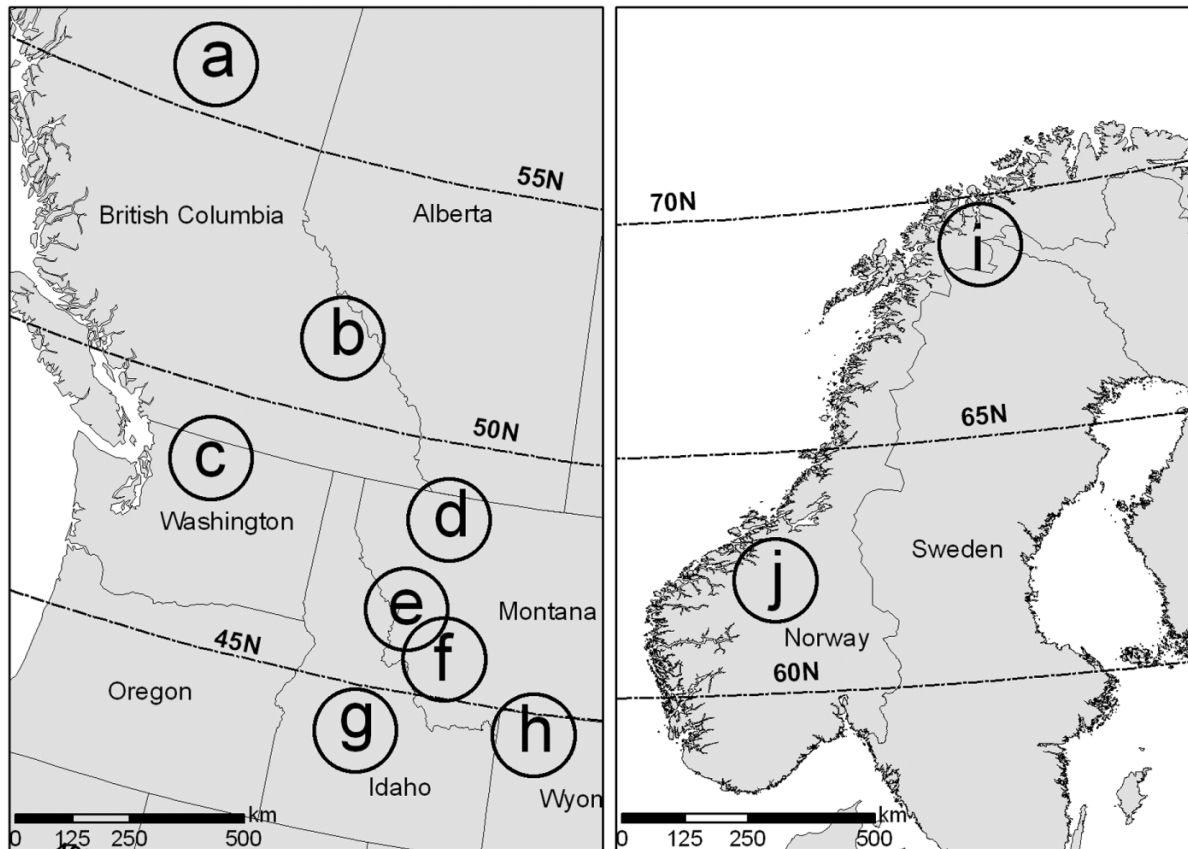 a
55N
British Columbia
Alberta
b
50N
c
Washington
d
e
Montana
45N
f
Oregon
g
h
Idaho
Wyon
km
0 125 250 500
70N
i
65N
Sweden
j
Norway
60N
km
0 125 250 500